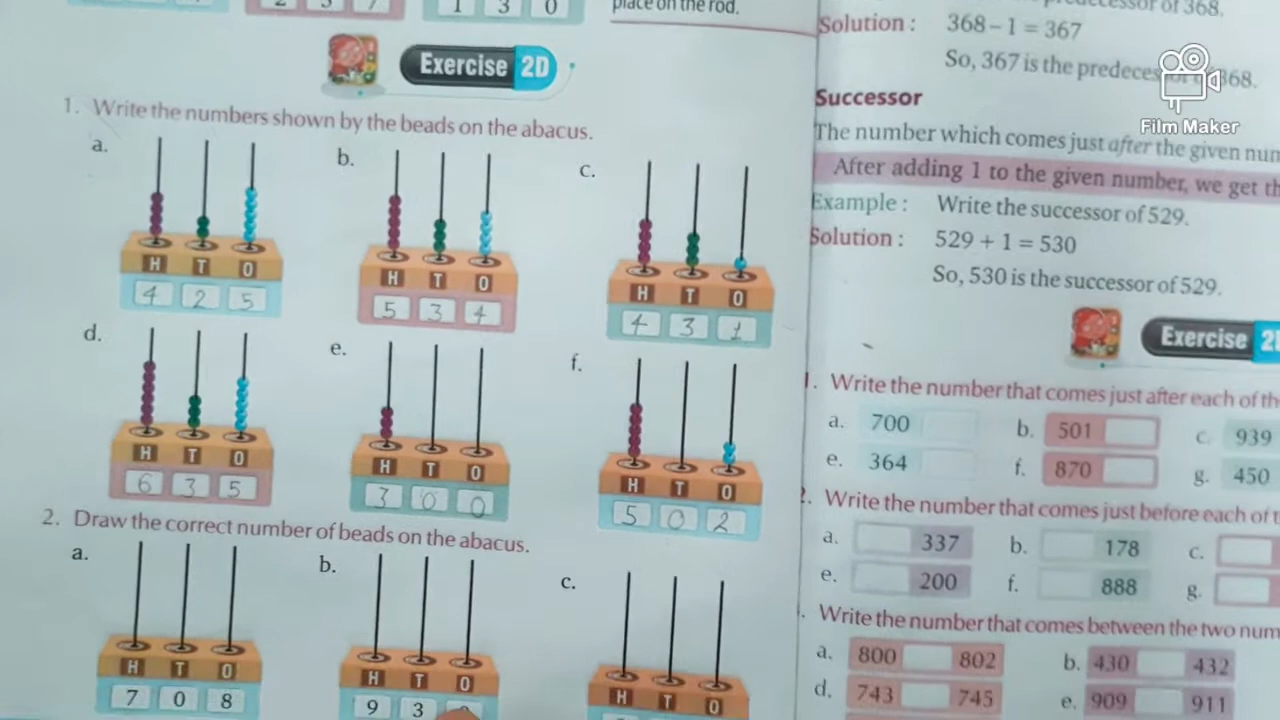 1 3 0
place on the rod.
Exercise 2D
1. Write the numbers shown by the beads on the abacus.
a.
H T O
4 2 5
b.
H T O
5 3 4
c.
H T O
4 3 1
d.
H T O
6 3 5
e.
H T O
3 0 0
f.
H T O
5 0 2
2. Draw the correct number of beads on the abacus.
a.
H T O
7 0 8
b.
H T O
9 3
c.
H T O
of 368.
Solution : 368 – 1 = 367
So, 367 is the 368.
Successor
The number which comes just after the given
After adding 1 to the given number, we get
Example : Write the successor of 529.
Solution : 529 + 1 = 530
So, 530 is the successor of 529.
Exercise
Write the number that comes just after each of
a. 700 b. 501 c. 939
e. 364 f. 870 g. 450
Write the number that comes just before each of
a. 337 b. 178 c.
e. 200 f. 888 g.
Write the number that comes between the two
a. 800 802 b. 430 432
d. 743 745 e. 909 911
Film Maker